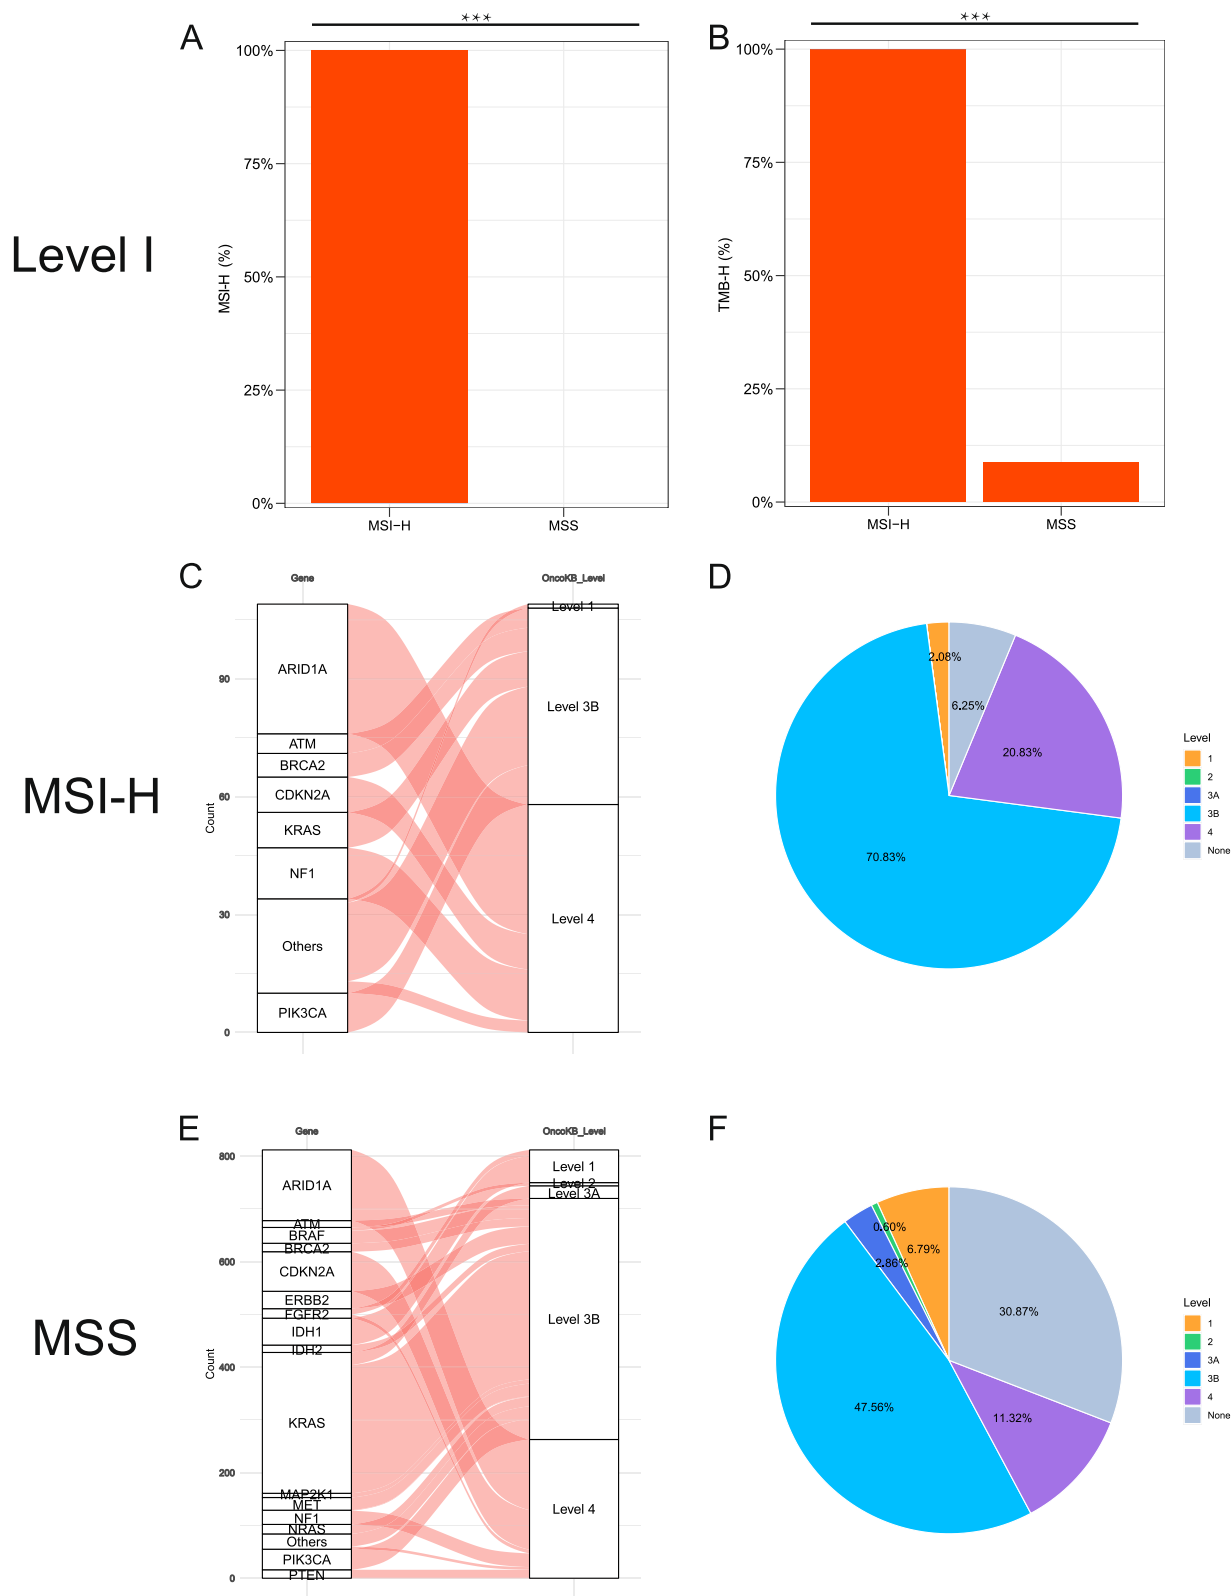 A
***
100%
75%
50%
25%
0%
MSI-H (%)
MSI−H
MSS
B
***
100%
75%
50%
25%
0%
TMB-H (%)
MSI−H
MSS
Level I
C
Gene
OncoKB_Level
ARID1A
ATM
BRCA2
CDKN2A
KRAS
NF1
Others
PIK3CA
Level 1
Level 3B
Level 4
90
60
30
0
Count
MSI-H
D
2.08%
6.25%
20.83%
70.83%
Level
1
2
3A
3B
4
None
E
Gene
OncoKB_Level
ARID1A
ATM
BRAF
BRCA2
CDKN2A
ERBB2
FGFR2
IDH1
IDH2
KRAS
MAP2K1
MET
NF1
NRAS
Others
PIK3CA
PTEN
Level 1
Level 2
Level 3A
Level 3B
Level 4
800
600
400
200
0
Count
MSS
F
0.60%
6.79%
2.86%
30.87%
47.56%
11.32%
Level
1
2
3A
3B
4
None